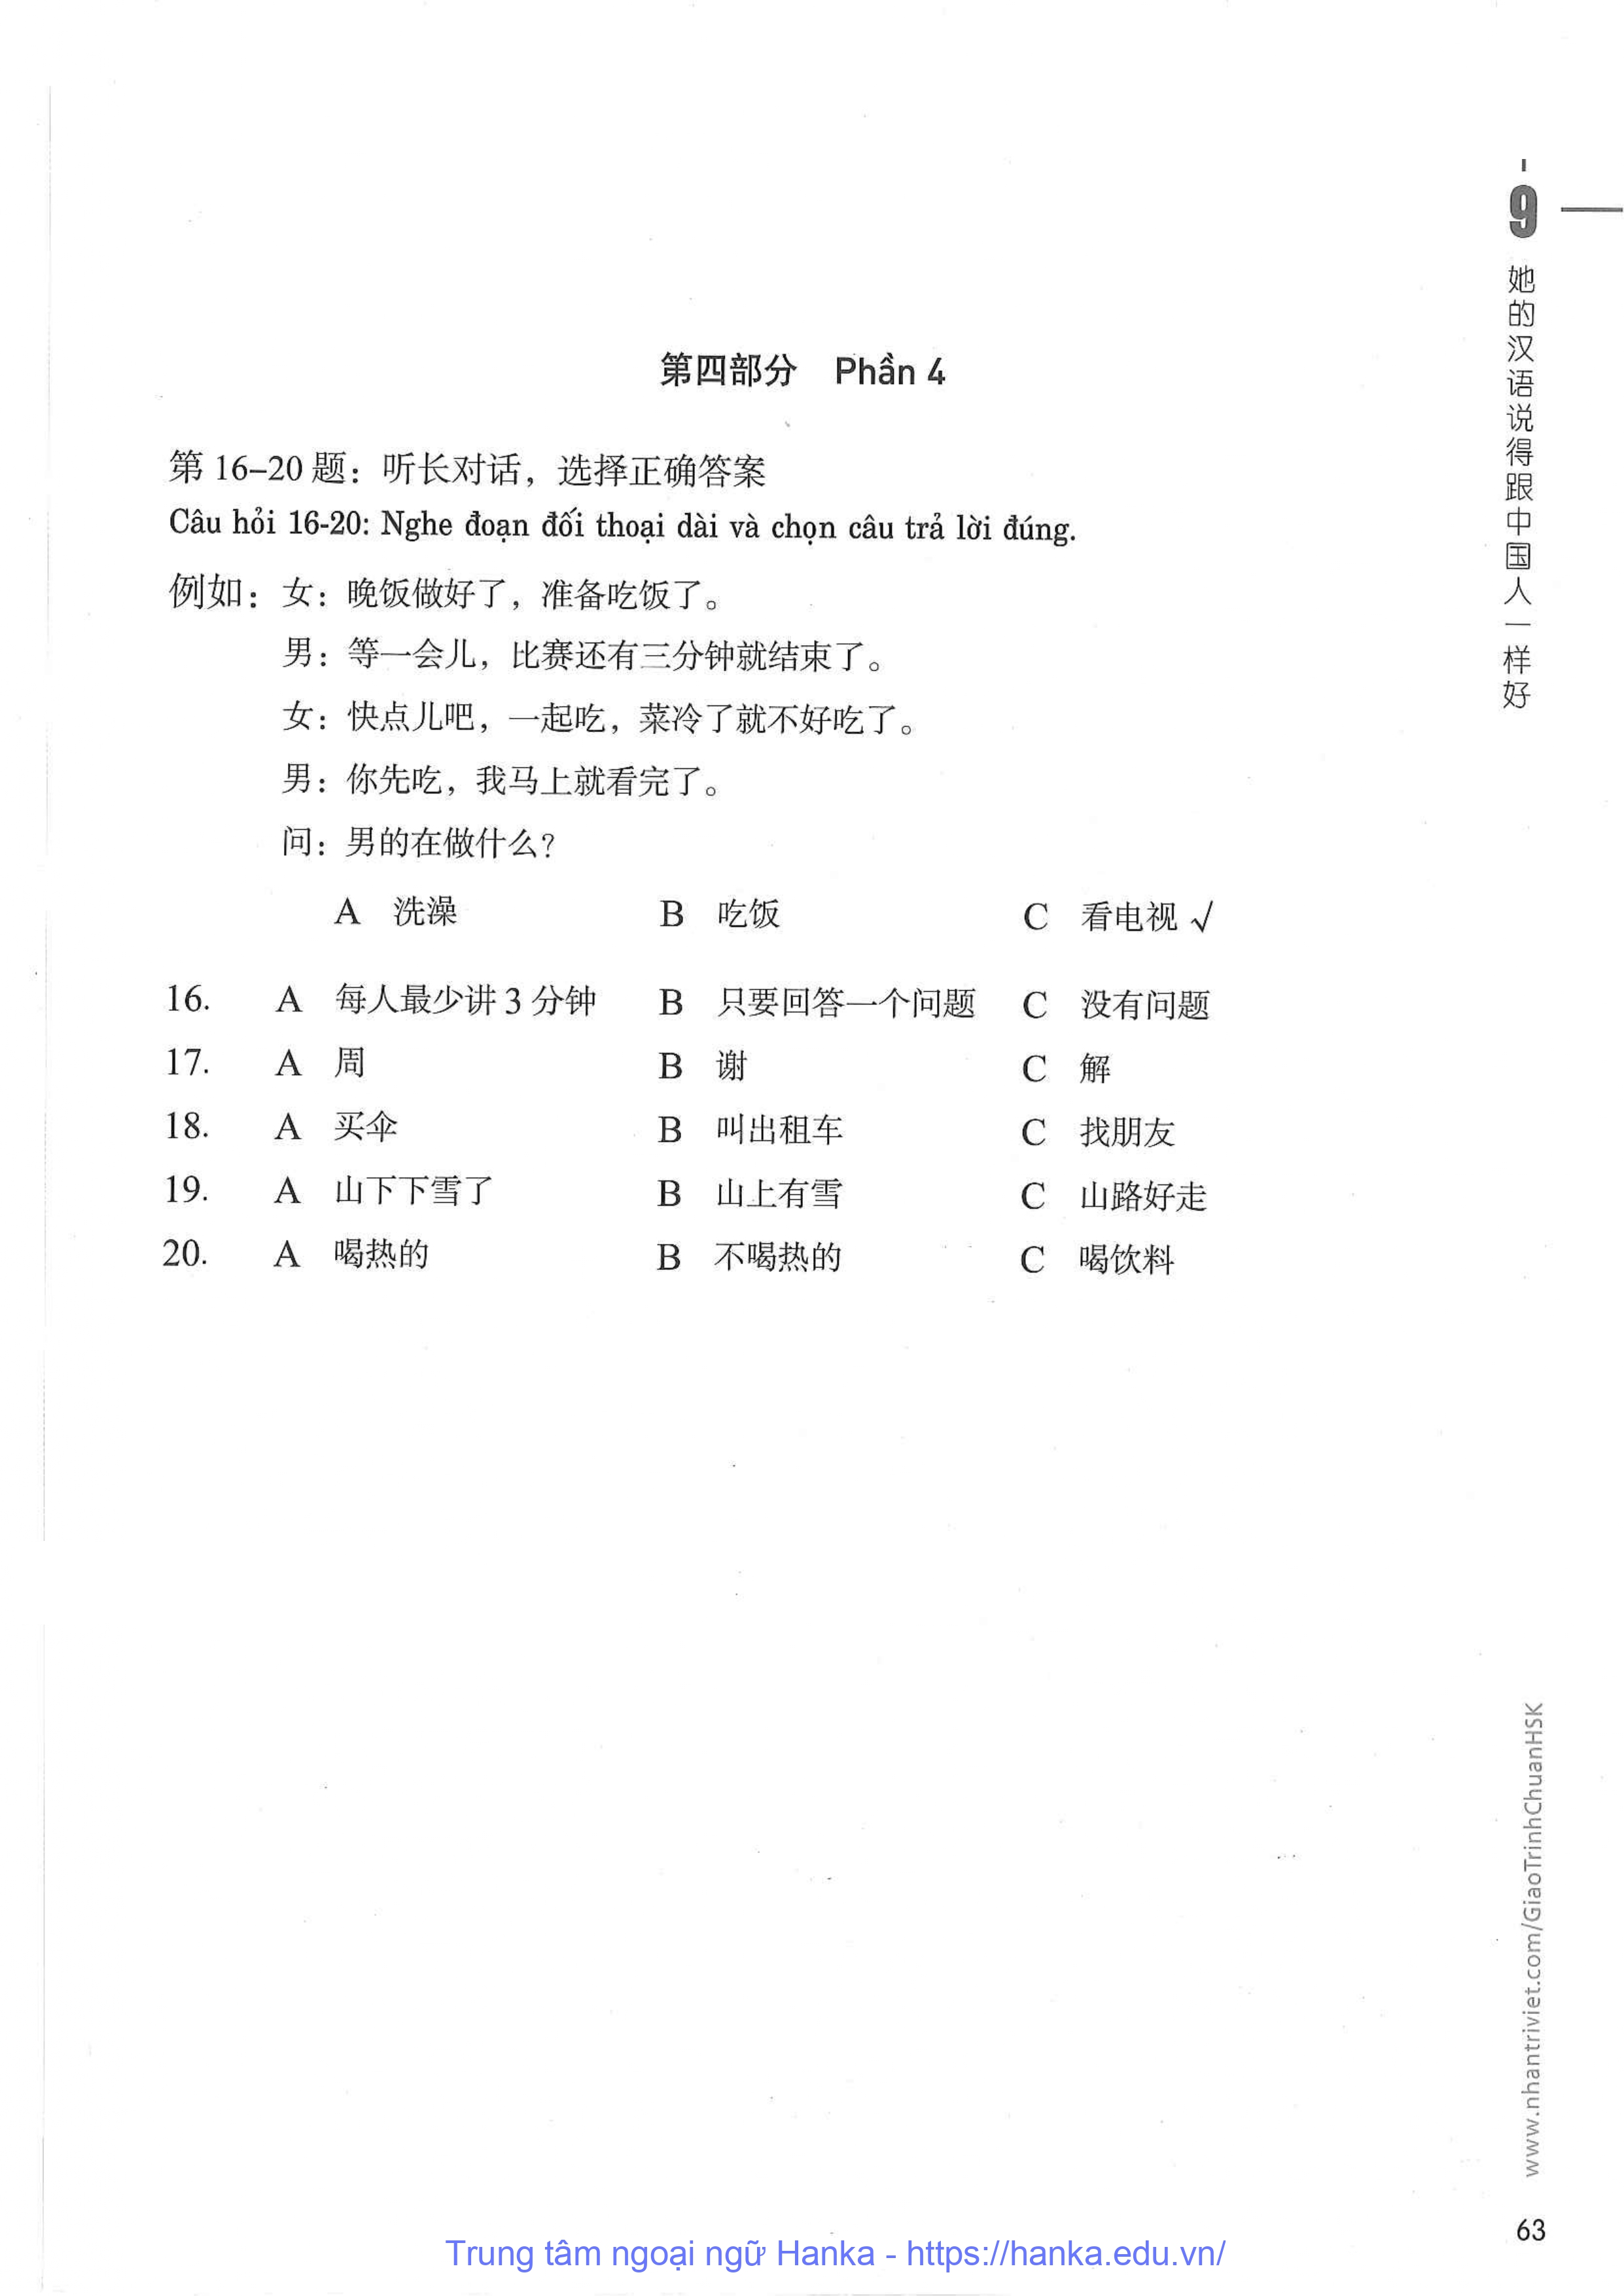 9 她的汉语说得跟中国人一样好
第四部分 Phần 4
第 16–20 题：听长对话，选择正确答案
Câu hỏi 16-20: Nghe đoạn đối thoại dài và chọn câu trả lời đúng.
例如：女：晚饭做好了，准备吃饭了。
男：等一会儿，比赛还有三分钟就结束了。
女：快点儿吧，一起吃，菜冷了就不好吃了。
男：你先吃，我马上就看完了。
问：男的在做什么？
A 洗澡 B 吃饭 C 看电视 √
16. A 每人最少讲 3 分钟 B 只要回答一个问题 C 没有问题
17. A 周 B 谢 C 解
18. A 买伞 B 叫出租车 C 找朋友
19. A 山下下雪了 B 山上有雪 C 山路好走
20. A 喝热的 B 不喝热的 C 喝饮料
www.nhantriviet.com/GiaoTrinhChuanHSK
63
Trung tâm ngoại ngữ Hanka - https://hanka.edu.vn/